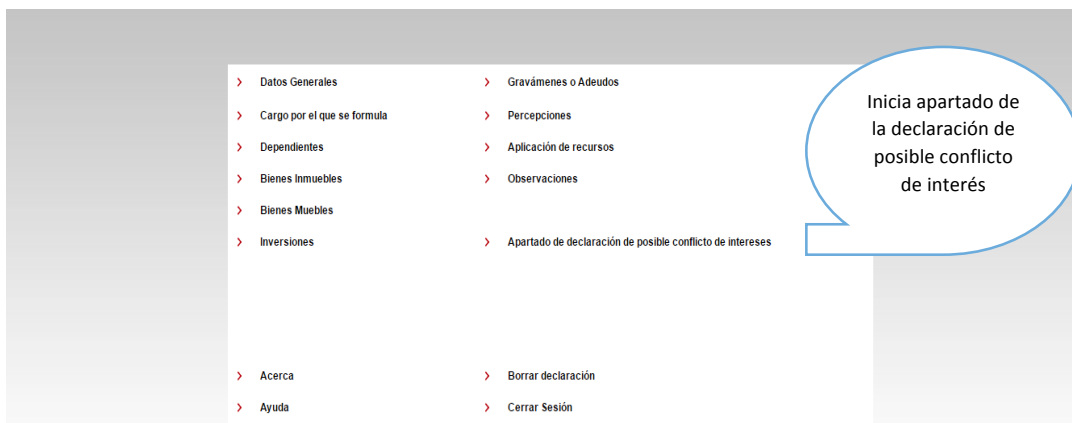 Datos Generales
Cargo por el que se formula
Dependientes
Bienes Inmuebles
Bienes Muebles
Inversiones
Gravámenes o Adeudos
Percepciones
Aplicación de recursos
Observaciones
Apartado de declaración de posible conflicto de intereses
Inicia apartado de
la declaración de
posible conflicto
de interés
Acerca
Ayuda
Borrar declaración
Cerrar Sesión